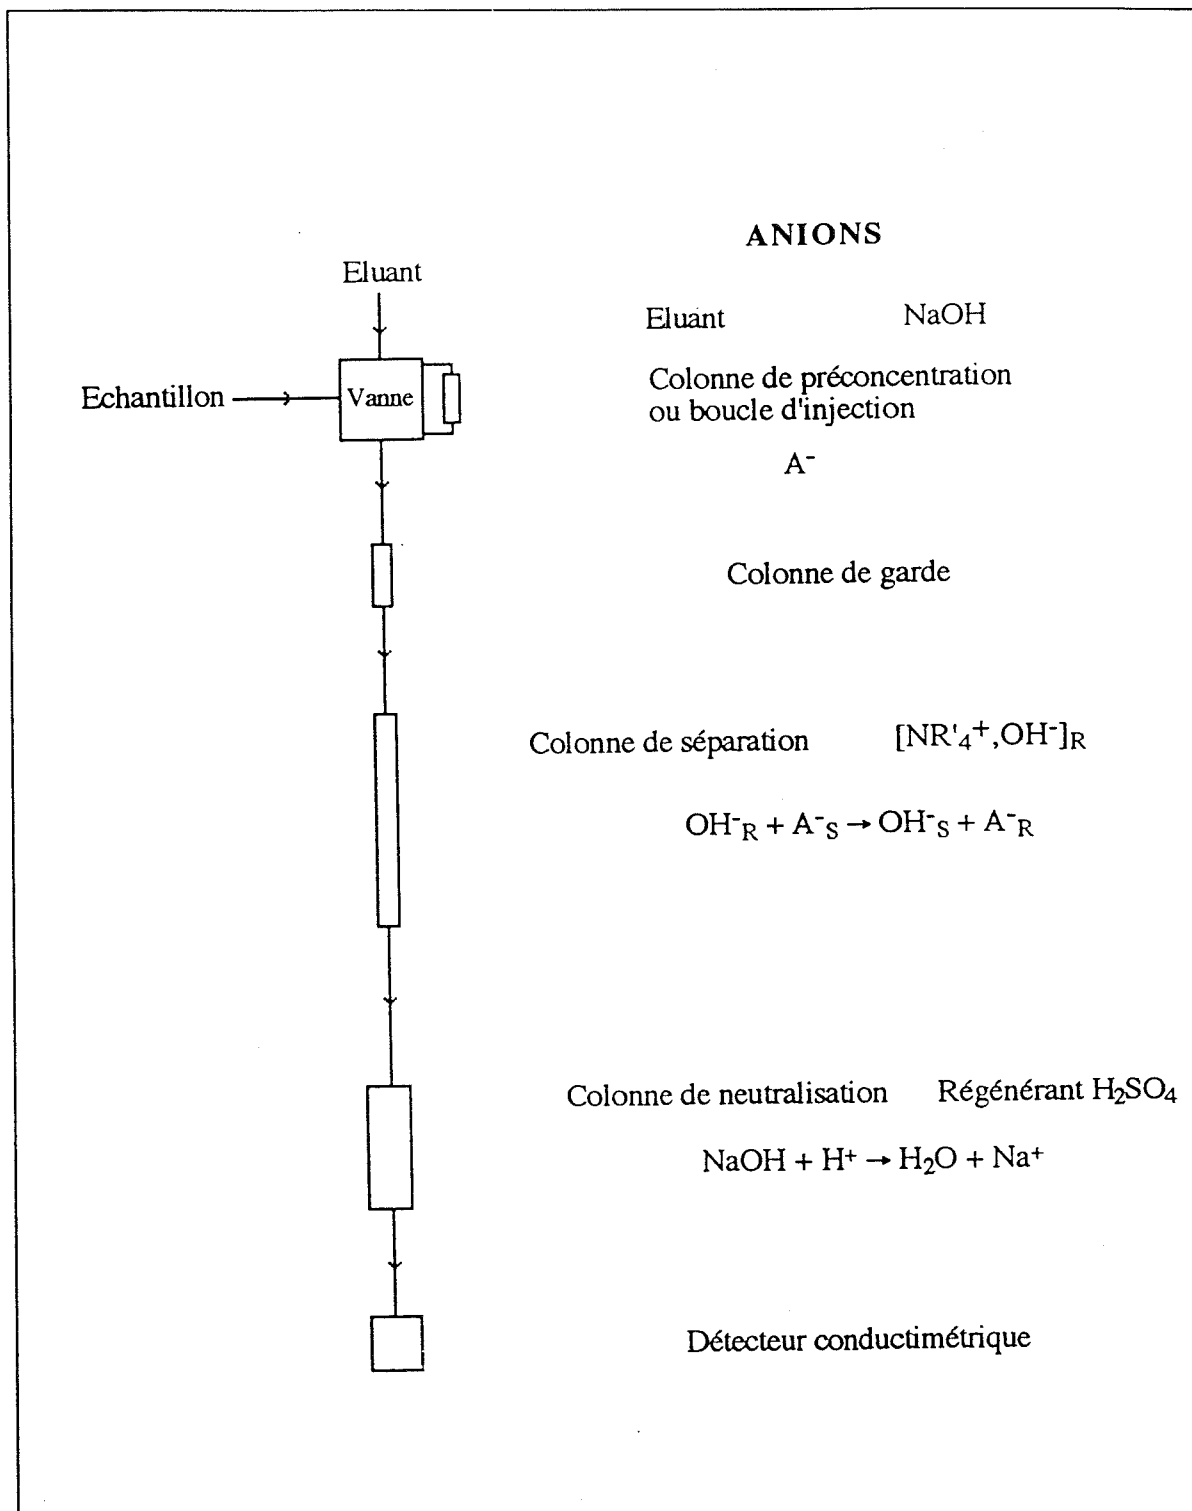 ANIONS
Eluant
Eluant NaOH
Echantillon
Vanne
Colonne de préconcentration
ou boucle d'injection
A⁻
Colonne de garde
Colonne de séparation [NR'₄⁺,OH⁻]R
OH⁻R + A⁻S → OH⁻S + A⁻R
Colonne de neutralisation Régénérant H₂SO₄
NaOH + H⁺ → H₂O + Na⁺
Détecteur conductimétrique